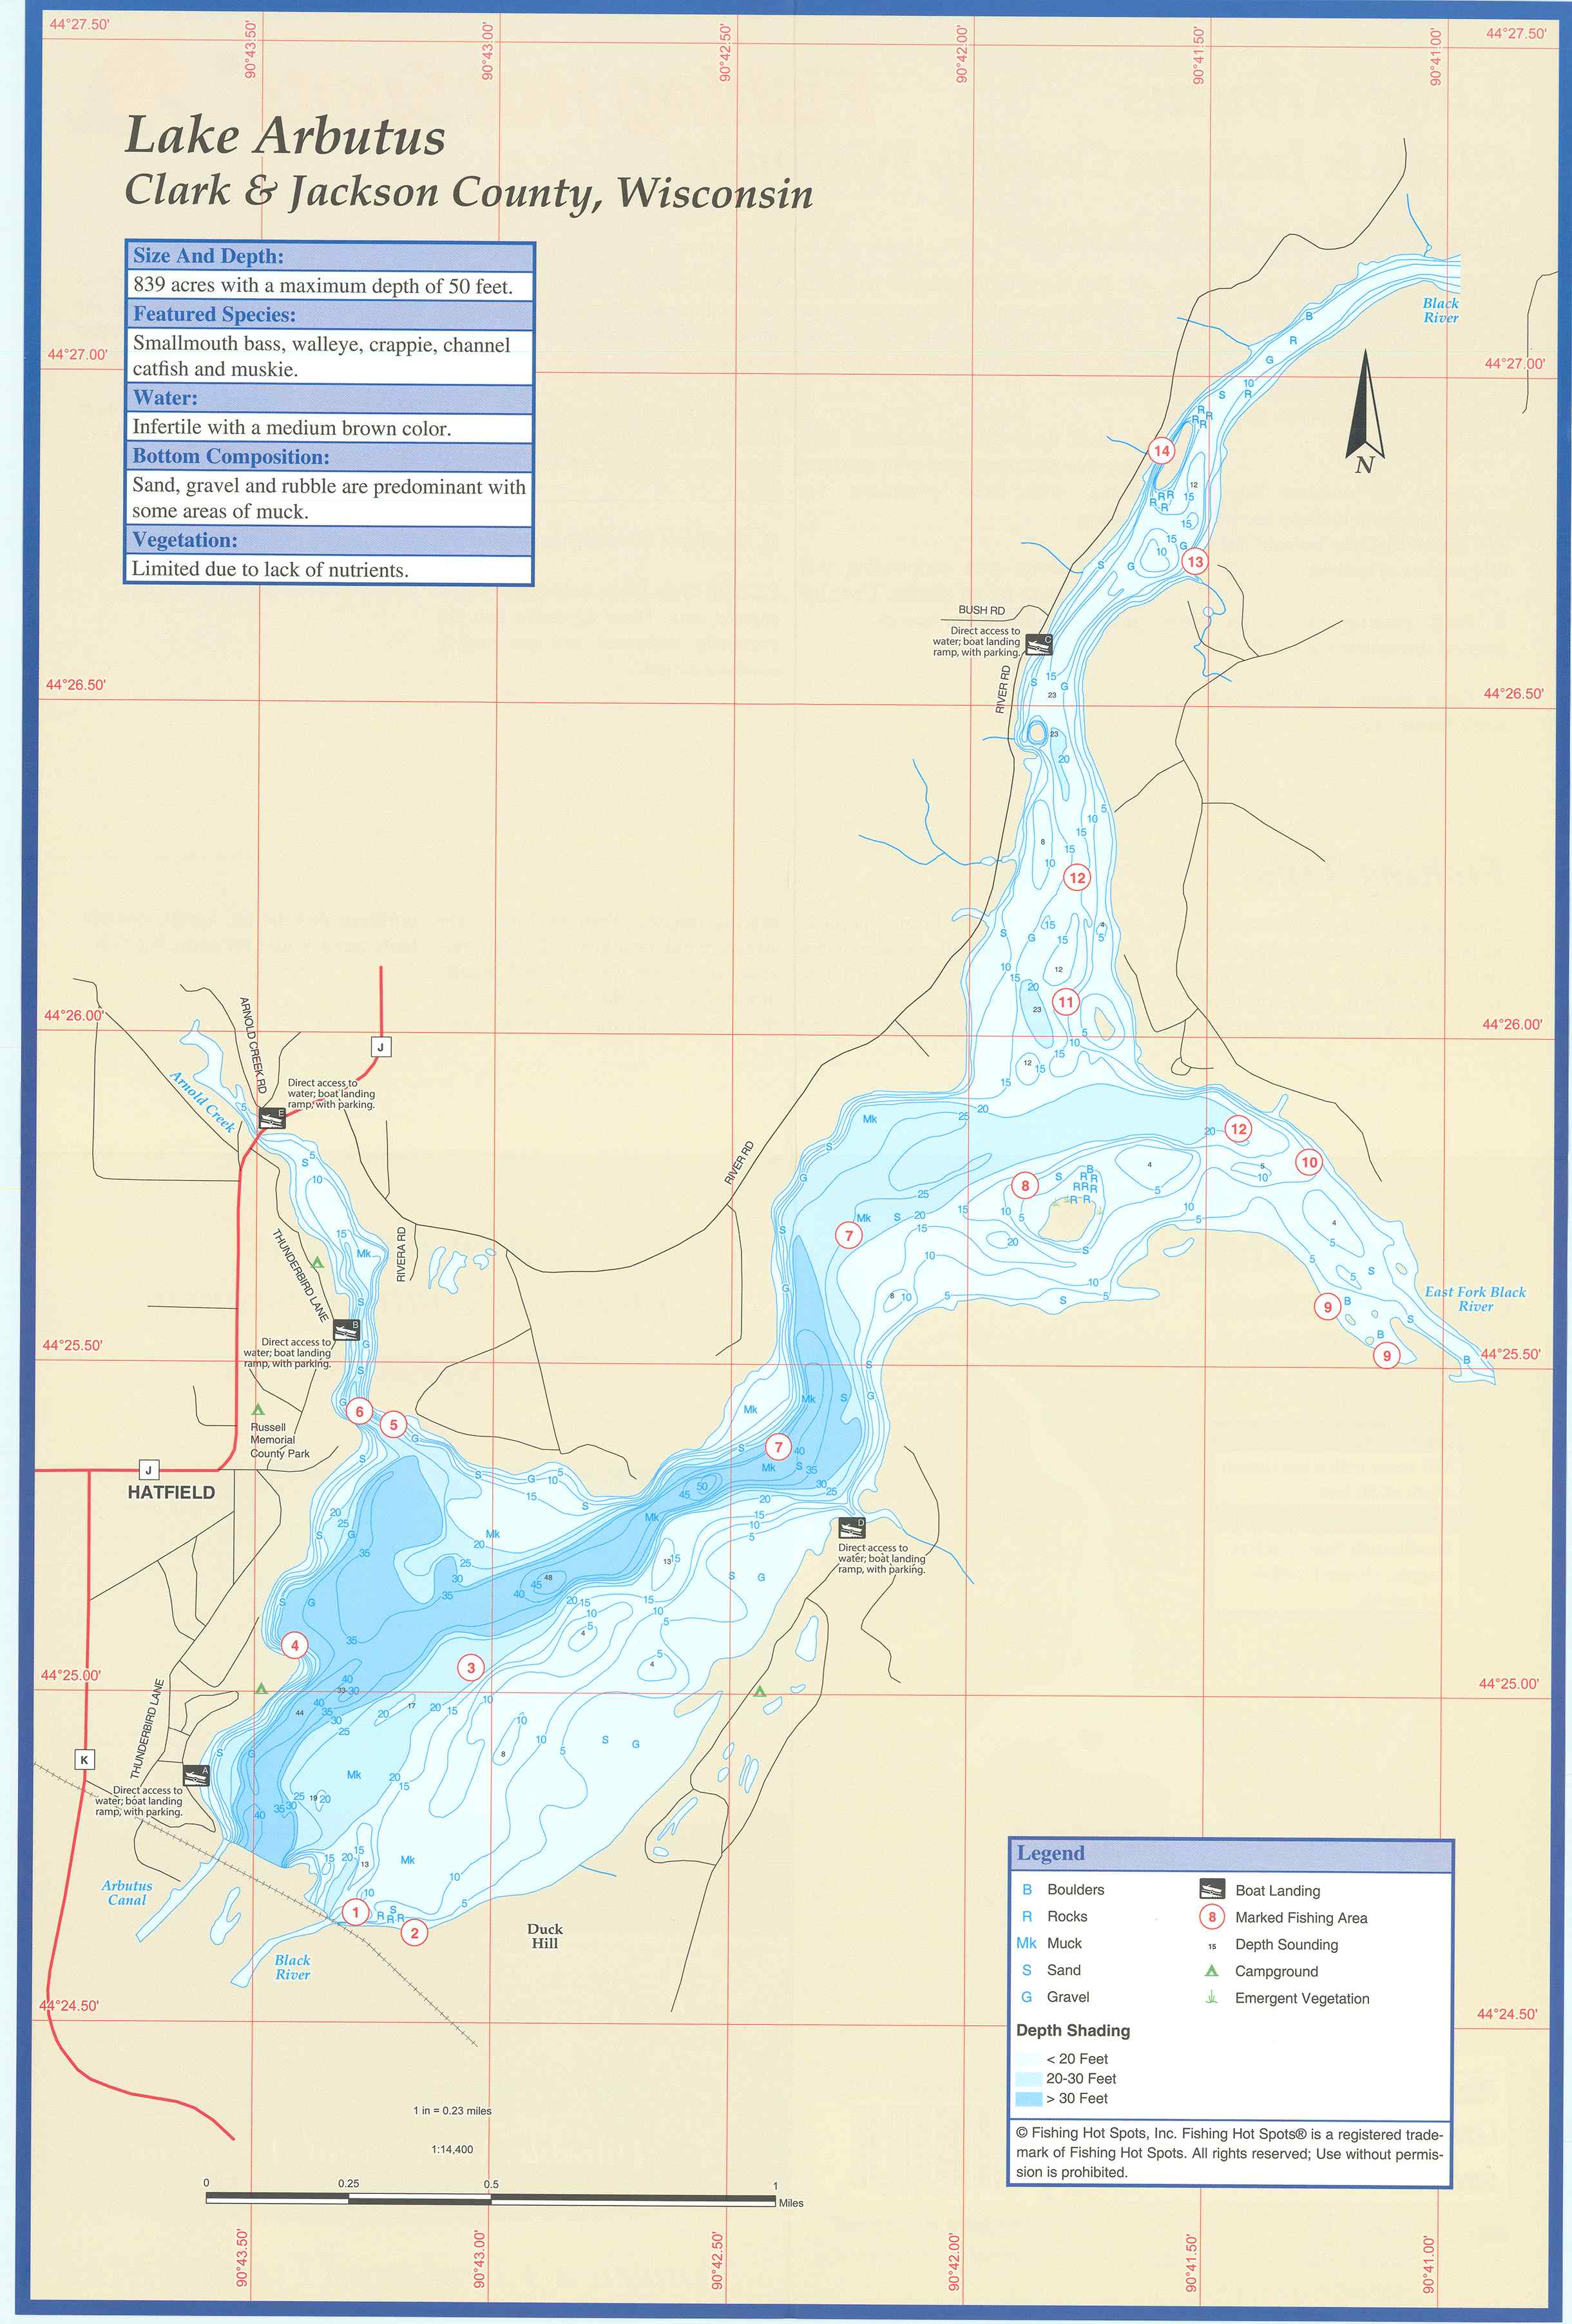 44°27.50'
90°43.50'
90°43.00'
90°42.50'
90°42.00'
90°41.50'
90°41.00'
44°27.50'
Lake Arbutus
Clark & Jackson County, Wisconsin
Size And Depth:
839 acres with a maximum depth of 50 feet.
Featured Species:
Smallmouth bass, walleye, crappie, channel
catfish and muskie.
Water:
Infertile with a medium brown color.
Bottom Composition:
Sand, gravel and rubble are predominant with
some areas of muck.
Vegetation:
Limited due to lack of nutrients.
Black
River
44°27.00'
44°27.00'
N
14
13
BUSH RD
Direct access to
water; boat landing
ramp, with parking.
C
RIVER RD
44°26.50'
44°26.50'
12
11
44°26.00'
44°26.00'
J
ARNOLD CREEK RD
Arnold Creek
Direct access to
water; boat landing
ramp, with parking.
E
RIVER RD
12
10
8
7
THUNDERBIRD LANE
RIVERA RD
East Fork Black
River
9
9
B
Direct access to
water; boat landing
ramp, with parking.
44°25.50'
44°25.50'
6
5
7
Russell
Memorial
County Park
J
HATFIELD
D
Direct access to
water; boat landing
ramp, with parking.
4
3
44°25.00'
44°25.00'
THUNDERBIRD LANE
K
A
Direct access to
water; boat landing
ramp, with parking.
Arbutus
Canal
1
2
Duck
Hill
Black
River
44°24.50'
44°24.50'
Legend
B Boulders
R Rocks
Mk Muck
S Sand
G Gravel
Boat Landing
8 Marked Fishing Area
15 Depth Sounding
Campground
Emergent Vegetation
Depth Shading
< 20 Feet
20-30 Feet
> 30 Feet
© Fishing Hot Spots, Inc. Fishing Hot Spots® is a registered trade-
mark of Fishing Hot Spots. All rights reserved; Use without permis-
sion is prohibited.
1 in = 0.23 miles
1:14,400
0 0.25 0.5 1
Miles
90°43.50'
90°43.00'
90°42.50'
90°42.00'
90°41.50'
90°41.00'